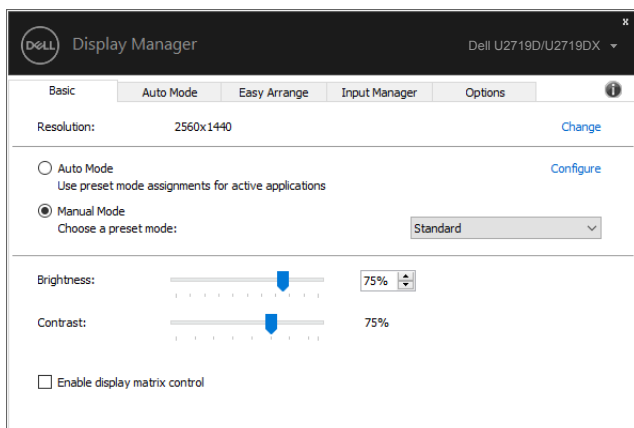 x
DELL Display Manager Dell U2719D/U2719DX
Basic Auto Mode Easy Arrange Input Manager Options i
Resolution: 2560x1440 Change
Auto Mode Configure
Use preset mode assignments for active applications
Manual Mode
Choose a preset mode: Standard
Brightness: 75%
Contrast: 75%
Enable display matrix control